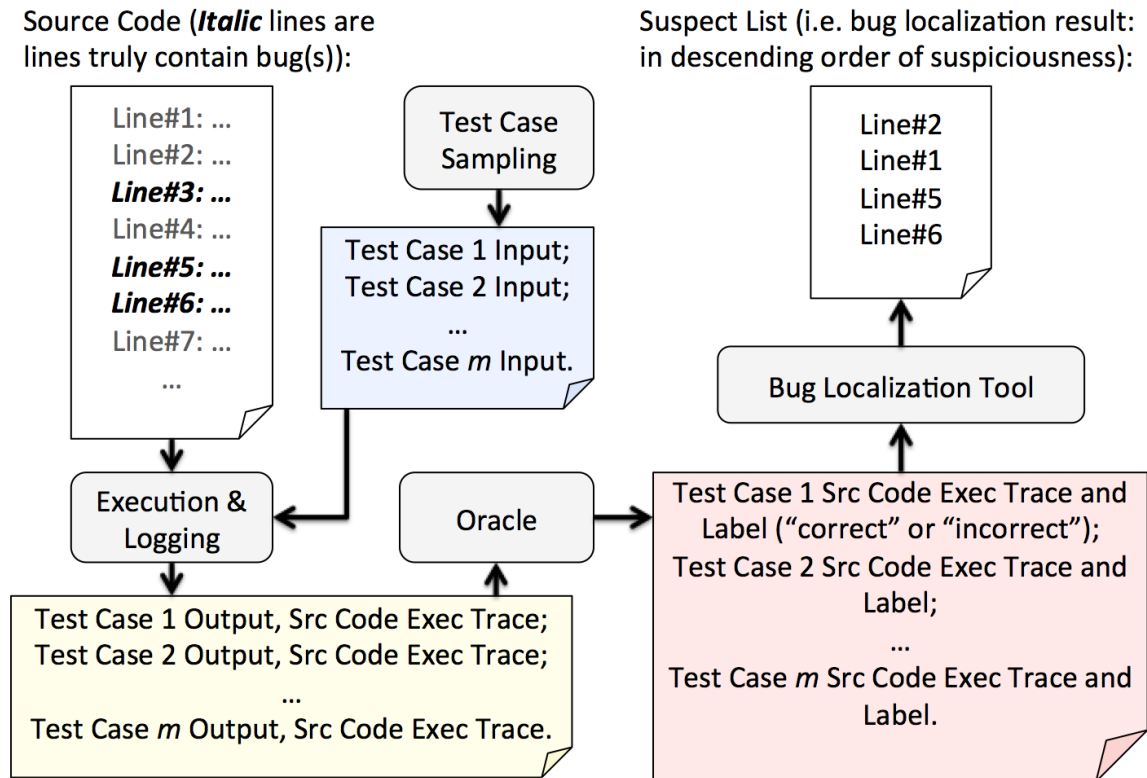 Source Code (Italic lines are
lines truly contain bug(s)):
Line#1: ...
Line#2: ...
Line#3: ...
Line#4: ...
Line#5: ...
Line#6: ...
Line#7: ...
...
Test Case
Sampling
Test Case 1 Input;
Test Case 2 Input;
...
Test Case m Input.
Execution &
Logging
Test Case 1 Output, Src Code Exec Trace;
Test Case 2 Output, Src Code Exec Trace;
...
Test Case m Output, Src Code Exec Trace.
Oracle
Test Case 1 Src Code Exec Trace and
Label (“correct” or “incorrect”);
Test Case 2 Src Code Exec Trace and
Label;
...
Test Case m Src Code Exec Trace and
Label.
Bug Localization Tool
Suspect List (i.e. bug localization result:
in descending order of suspiciousness):
Line#2
Line#1
Line#5
Line#6